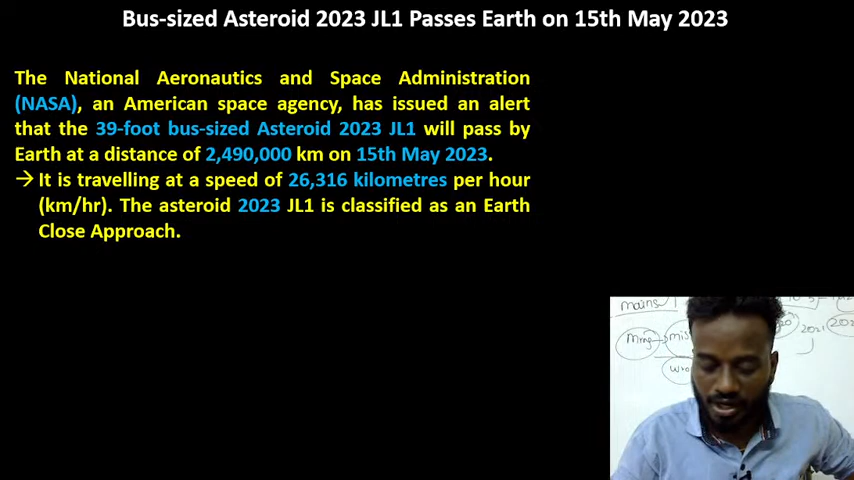 Bus-sized Asteroid 2023 JL1 Passes Earth on 15th May 2023
The National Aeronautics and Space Administration
(NASA), an American space agency, has issued an alert
that the 39-foot bus-sized Asteroid 2023 JL1 will pass by
Earth at a distance of 2,490,000 km on 15th May 2023.
→ It is travelling at a speed of 26,316 kilometres per hour
(km/hr). The asteroid 2023 JL1 is classified as an Earth
Close Approach.
mains
2021